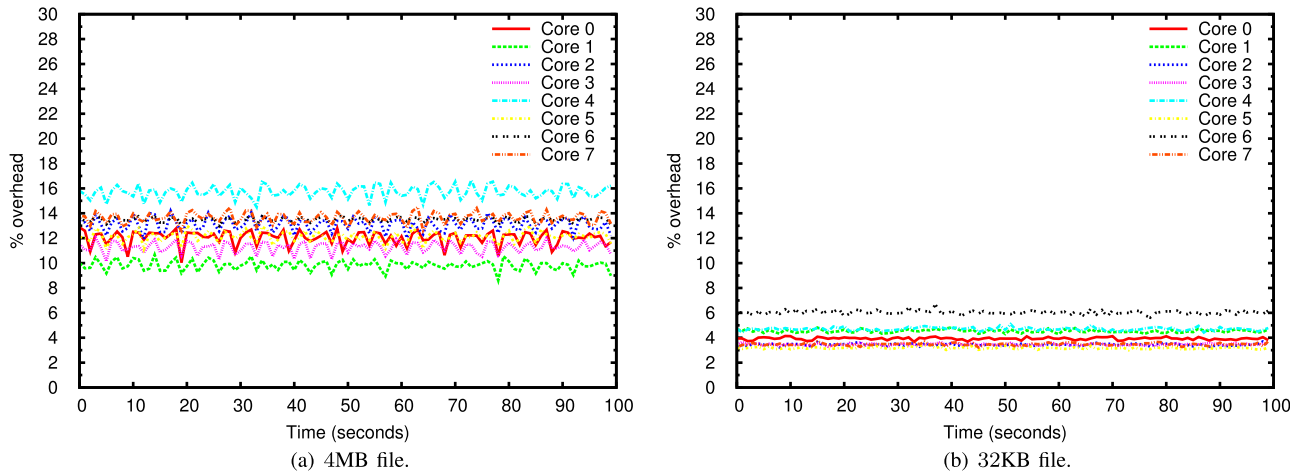 30
28
26
24
22
20
18
16
14
12
10
8
6
4
2
0
% overhead
Core 0
Core 1
Core 2
Core 3
Core 4
Core 5
Core 6
Core 7
0 10 20 30 40 50 60 70 80 90 100
Time (seconds)
(a) 4MB file.
30
28
26
24
22
20
18
16
14
12
10
8
6
4
2
0
% overhead
Core 0
Core 1
Core 2
Core 3
Core 4
Core 5
Core 6
Core 7
0 10 20 30 40 50 60 70 80 90 100
Time (seconds)
(b) 32KB file.